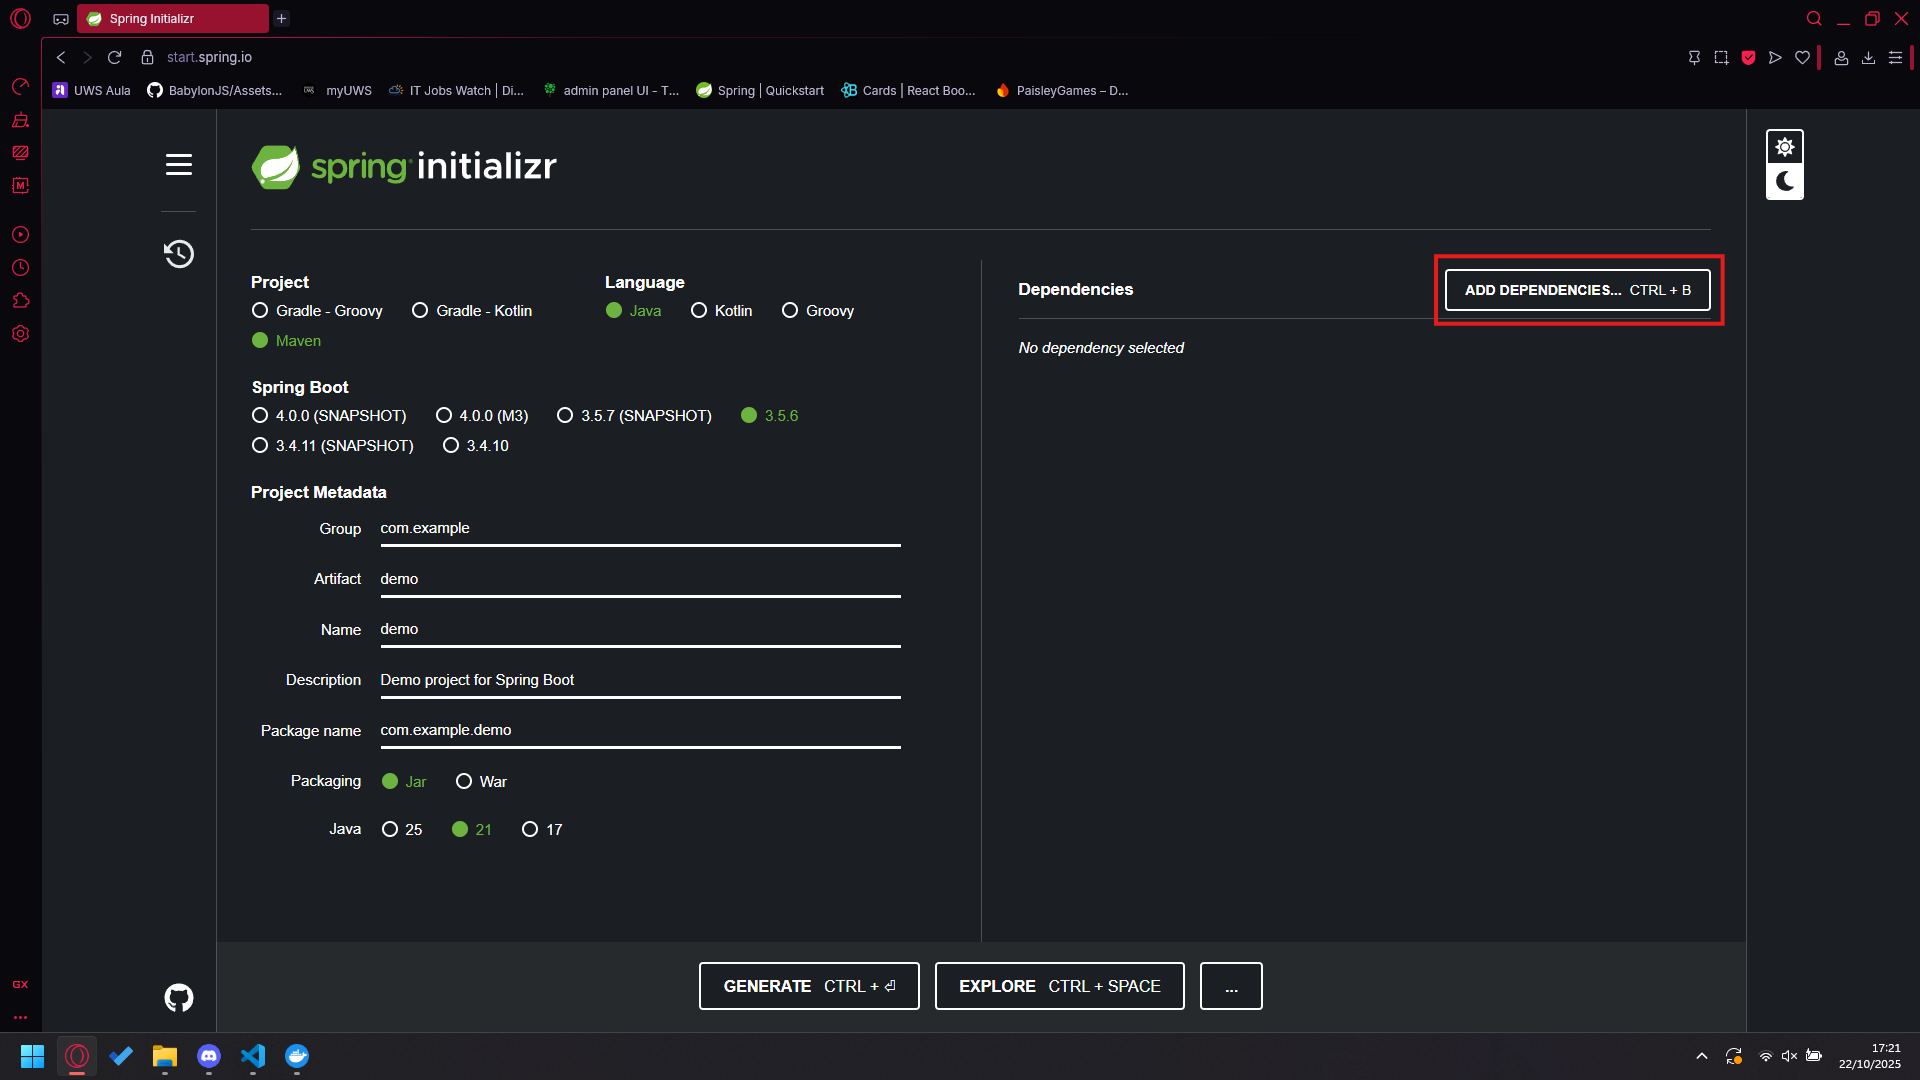 Spring Initializr
start.spring.io
UWS Aula
BabylonJS/Assets...
myUWS
IT Jobs Watch | Di...
admin panel UI - T...
Spring | Quickstart
Cards | React Boo...
PaisleyGames – D...
spring initializr
Project
Gradle - Groovy
Gradle - Kotlin
Maven
Language
Java
Kotlin
Groovy
Spring Boot
4.0.0 (SNAPSHOT)
4.0.0 (M3)
3.5.7 (SNAPSHOT)
3.5.6
3.4.11 (SNAPSHOT)
3.4.10
Project Metadata
Group com.example
Artifact demo
Name demo
Description Demo project for Spring Boot
Package name com.example.demo
Packaging Jar War
Java 25 21 17
Dependencies
ADD DEPENDENCIES... CTRL + B
No dependency selected
GENERATE CTRL + ⏎
EXPLORE CTRL + SPACE
...
GX
17:21
22/10/2025